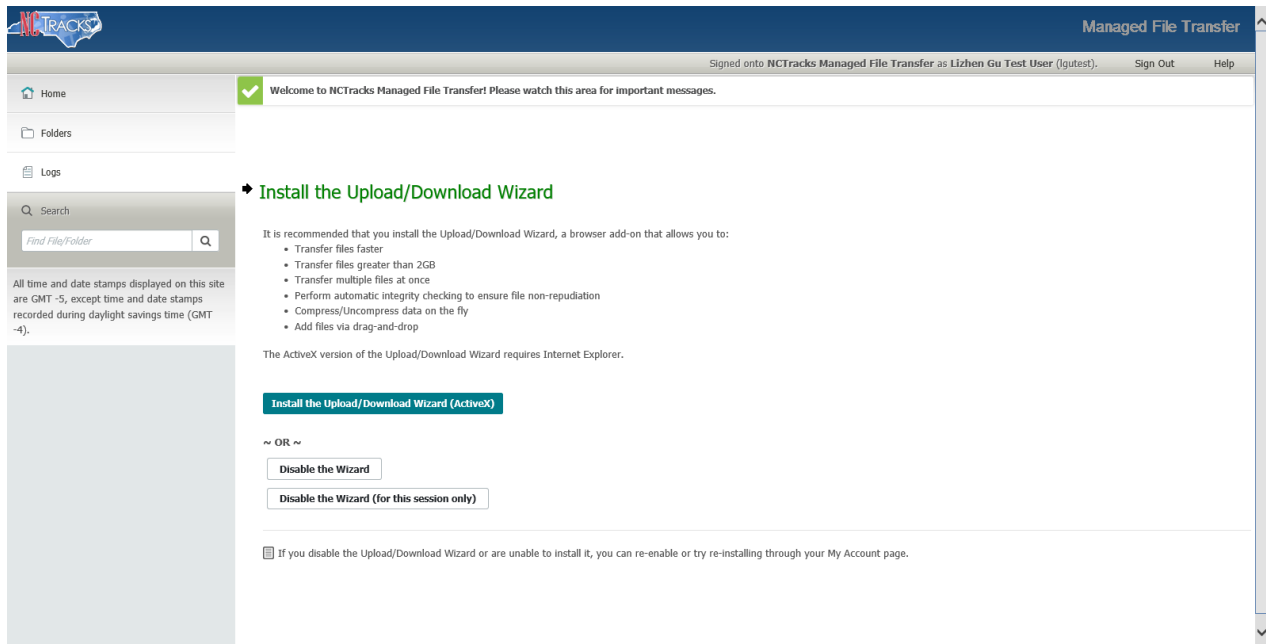 NCTRACKS
Managed File Transfer
Signed onto NCTracks Managed File Transfer as Lizhen Gu Test User (lgutest).
Sign Out
Help
Home
Folders
Logs
Search
Find File/Folder
All time and date stamps displayed on this site
are GMT -5, except time and date stamps
recorded during daylight savings time (GMT
-4).
Welcome to NCTracks Managed File Transfer! Please watch this area for important messages.
Install the Upload/Download Wizard
It is recommended that you install the Upload/Download Wizard, a browser add-on that allows you to:
• Transfer files faster
• Transfer files greater than 2GB
• Transfer multiple files at once
• Perform automatic integrity checking to ensure file non-repudiation
• Compress/Uncompress data on the fly
• Add files via drag-and-drop
The ActiveX version of the Upload/Download Wizard requires Internet Explorer.
Install the Upload/Download Wizard (ActiveX)
~ OR ~
Disable the Wizard
Disable the Wizard (for this session only)
If you disable the Upload/Download Wizard or are unable to install it, you can re-enable or try re-installing through your My Account page.